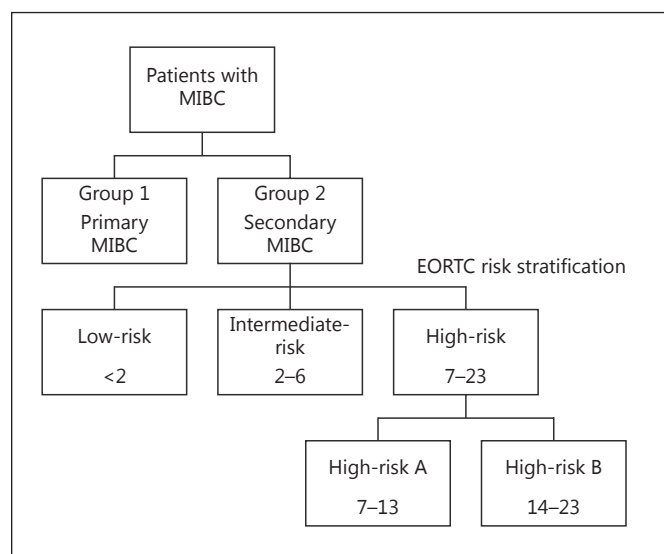 Patients with
MIBC
Group 1
Primary
MIBC
Group 2
Secondary
MIBC
EORTC risk stratification
Low-risk
<2
Intermediate-
risk
2–6
High-risk
7–23
High-risk A
7–13
High-risk B
14–23